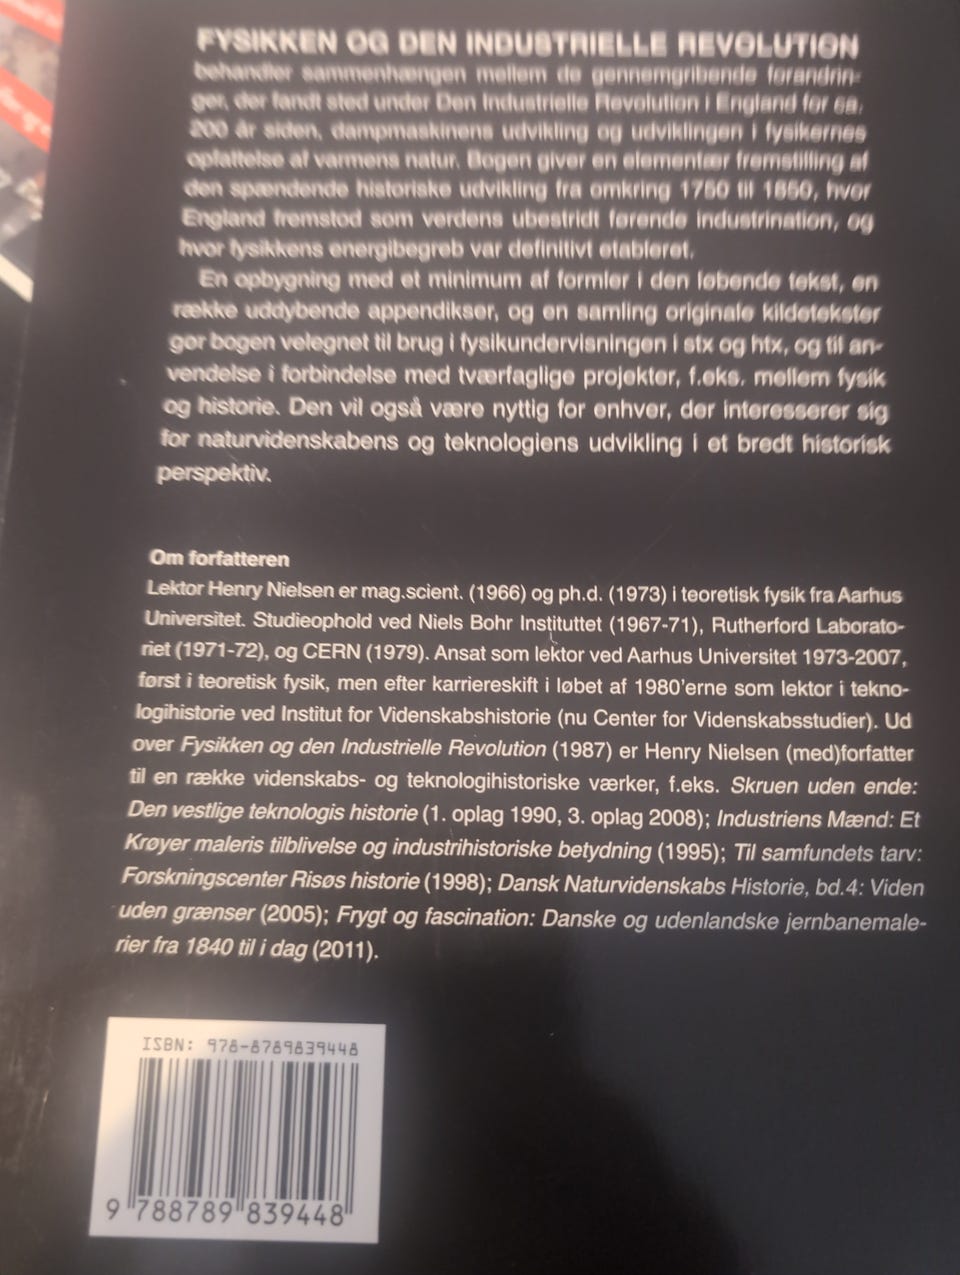 FYSIKKEN OG DEN INDUSTRIELLE REVOLUTION
behandler sammenhængen mellem de gennemgribende forandrin-
ger, der fandt sted under Den Industrielle Revolution i England for ca.
200 år siden, dampmaskinens udvikling og udviklingen i fysikernes
opfattelse af varmens natur. Bogen giver en elementær fremstilling af
den spændende historiske udvikling fra omkring 1750 til 1850, hvor
England fremstod som verdens ubestridt førende industrination, og
hvor fysikkens energibegreb var definitivt etableret.
En opbygning med et minimum af formler i den løbende tekst, en
række uddybende appendikser, og en samling originale kildetekster
gør bogen velegnet til brug i fysikundervisningen i stx og htx, og til an-
vendelse i forbindelse med tværfaglige projekter, f.eks. mellem fysik
og historie. Den vil også være nyttig for enhver, der interesserer sig
for naturvidenskabens og teknologiens udvikling i et bredt historisk
perspektiv.
Om forfatteren
Lektor Henry Nielsen er mag.scient. (1966) og ph.d. (1973) i teoretisk fysik fra Aarhus
Universitet. Studieophold ved Niels Bohr Instituttet (1967-71), Rutherford Laborato-
riet (1971-72), og CERN (1979). Ansat som lektor ved Aarhus Universitet 1973-2007,
først i teoretisk fysik, men efter karriereskift i løbet af 1980'erne som lektor i tekno-
logihistorie ved Institut for Videnskabshistorie (nu Center for Videnskabsstudier). Ud
over Fysikken og den Industrielle Revolution (1987) er Henry Nielsen (med)forfatter
til en række videnskabs- og teknologihistoriske værker, f.eks. Skruen uden ende:
Den vestlige teknologis historie (1. oplag 1990, 3. oplag 2008); Industriens Mænd: Et
Krøyer maleris tilblivelse og industrihistoriske betydning (1995); Til samfundets tarv:
Forskningscenter Risøs historie (1998); Dansk Naturvidenskabs Historie, bd.4: Viden
uden grænser (2005); Frygt og fascination: Danske og udenlandske jernbanemale-
rier fra 1840 til i dag (2011).
ISBN: 978-8789839448
9 788789 839448